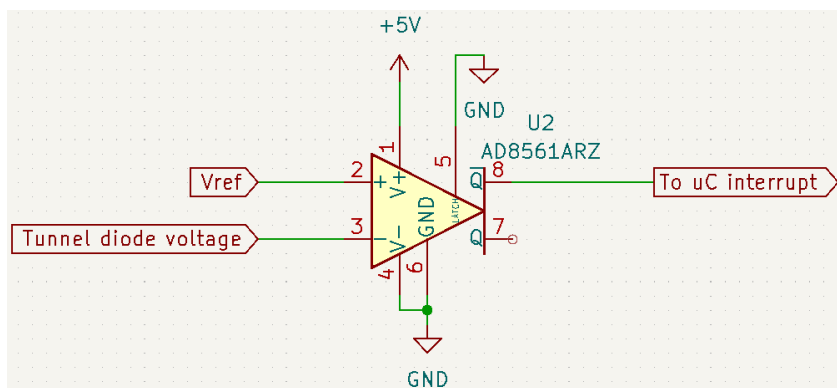 +5V
GND
U2
AD8561ARZ
1
5
Vref
2
+
V+
LATCH
Q
8
To uC interrupt
Tunnel diode voltage
3
-
V-
GND
Q
7
4
6
GND